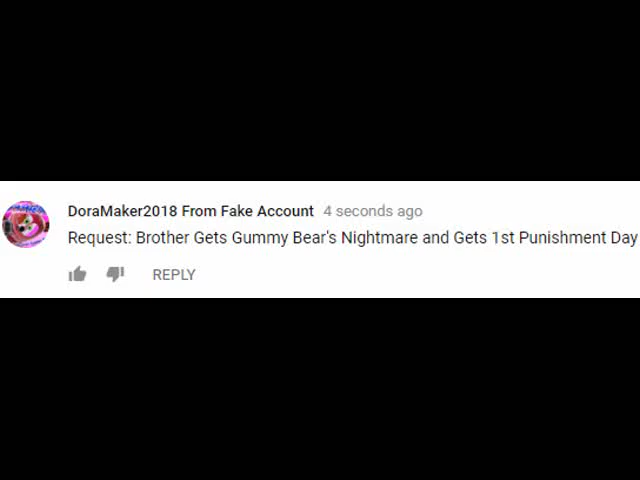 DoraMaker2018 From Fake Account 4 seconds ago
Request: Brother Gets Gummy Bear's Nightmare and Gets 1st Punishment Day
REPLY